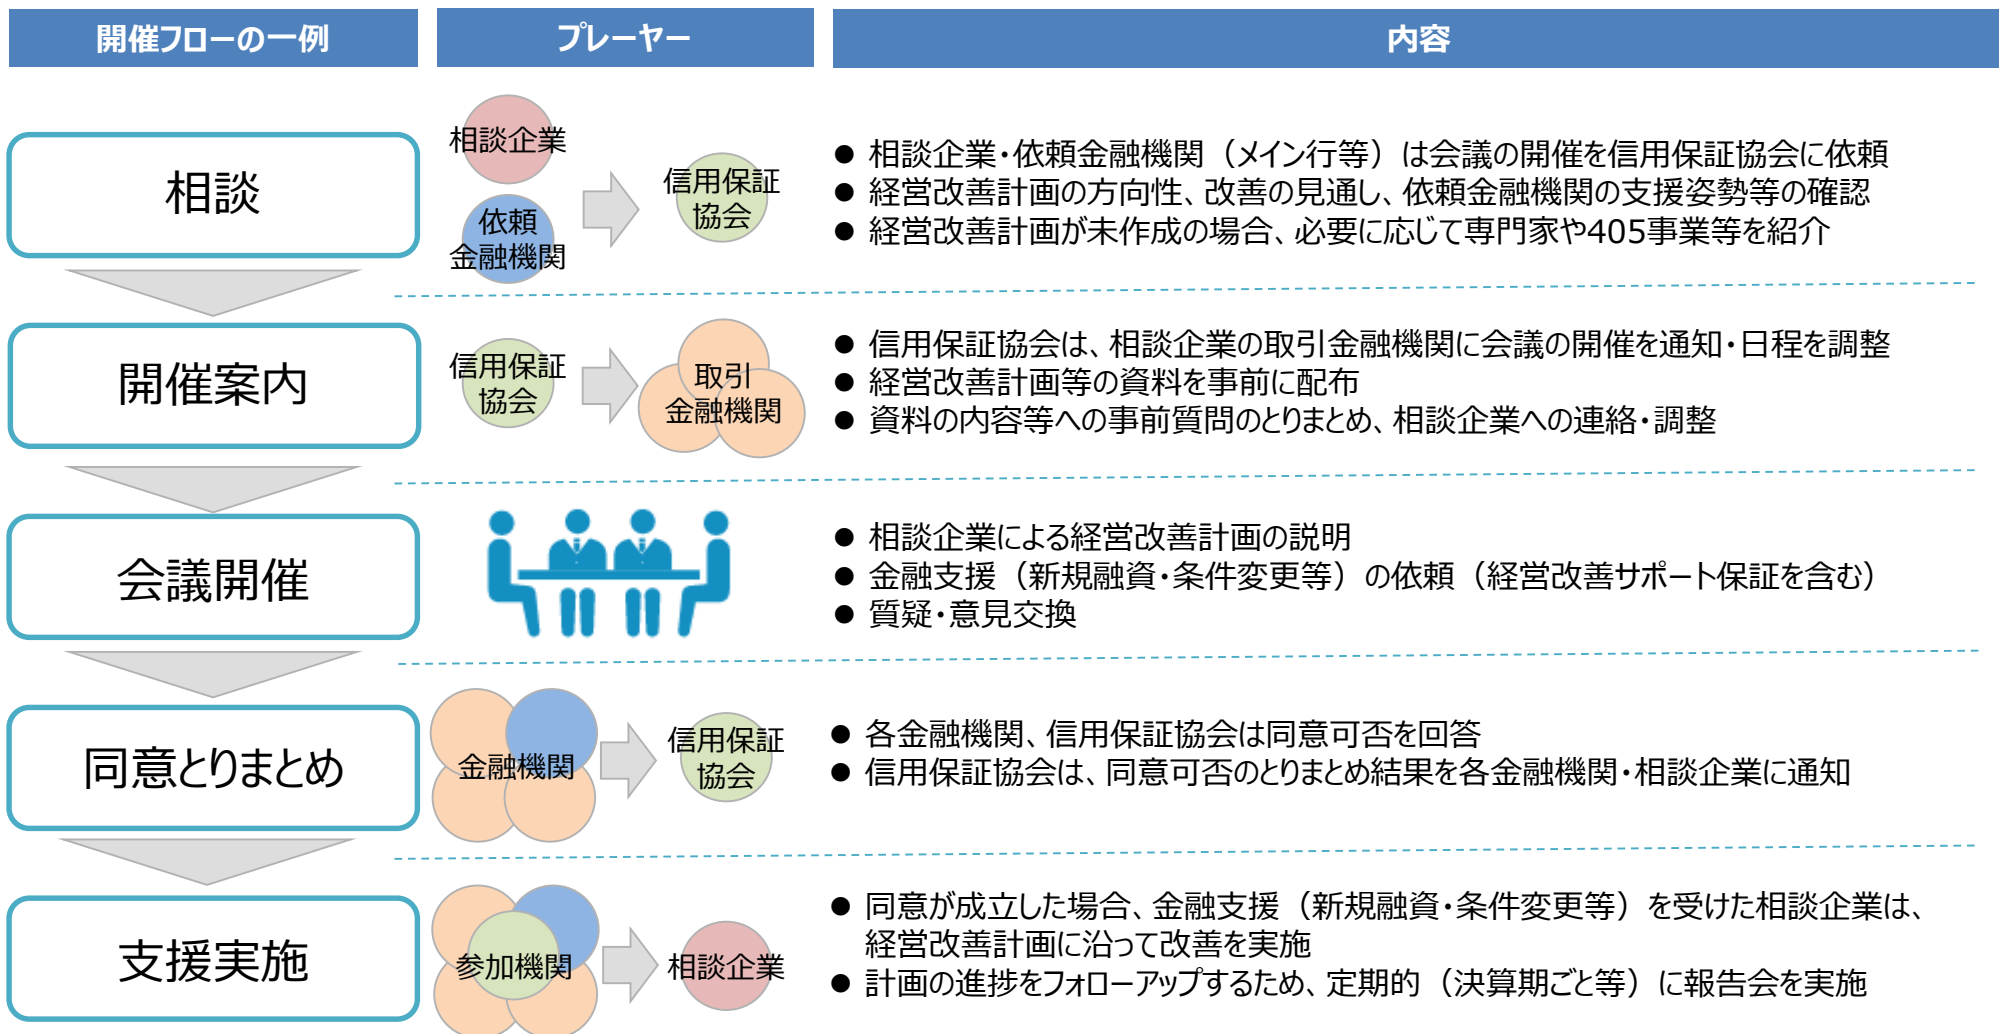 開催フローの一例
プレーヤー
内容
相談
相談企業
依頼
金融機関
信用保証
協会
● 相談企業・依頼金融機関（メイン行等）は会議の開催を信用保証協会に依頼
● 経営改善計画の方向性、改善の見通し、依頼金融機関の支援姿勢等の確認
● 経営改善計画が未作成の場合、必要に応じて専門家や405事業等を紹介
開催案内
信用保証
協会
取引
金融機関
● 信用保証協会は、相談企業の取引金融機関に会議の開催を通知・日程を調整
● 経営改善計画等の資料を事前に配布
● 資料の内容等への事前質問のとりまとめ、相談企業への連絡・調整
会議開催
● 相談企業による経営改善計画の説明
● 金融支援（新規融資・条件変更等）の依頼（経営改善サポート保証を含む）
● 質疑・意見交換
同意とりまとめ
金融機関
信用保証
協会
● 各金融機関、信用保証協会は同意可否を回答
● 信用保証協会は、同意可否のとりまとめ結果を各金融機関・相談企業に通知
支援実施
参加機関
相談企業
● 同意が成立した場合、金融支援（新規融資・条件変更等）を受けた相談企業は、
経営改善計画に沿って改善を実施
● 計画の進捗をフォローアップするため、定期的（決算期ごと等）に報告会を実施